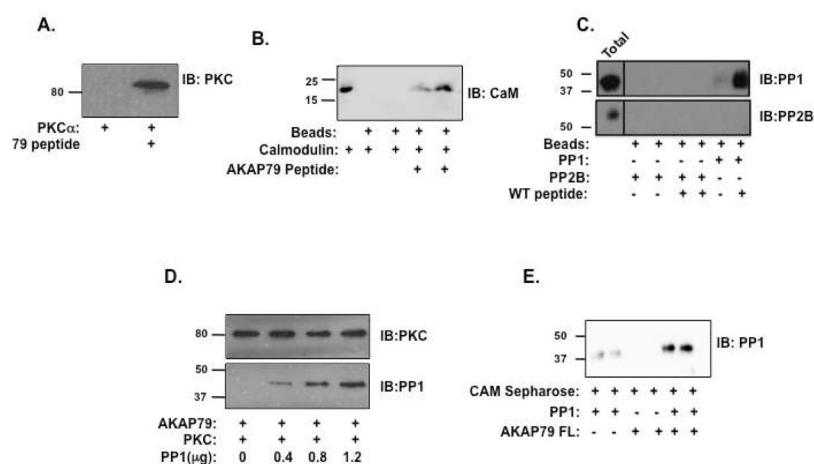 A.
80
IB: PKC
PKCα: + +
79 peptide +
B.
25
15
IB: CaM
Beads: + + + +
Calmodulin: + + + + +
AKAP79 Peptide: + +
C.
Total
50
37
IB:PP1
50
IB:PP2B
Beads: + + + + + +
PP1: - - - - + +
PP2B: + + + + - -
WT peptide: - - + + - +
D.
80
IB:PKC
50
37
IB:PP1
AKAP79: + + + +
PKC: + + + +
PP1(μg): 0 0.4 0.8 1.2
E.
50
37
IB: PP1
CAM Sepharose: + + + + + +
PP1: + + - - + +
AKAP79 FL: - - + + + +